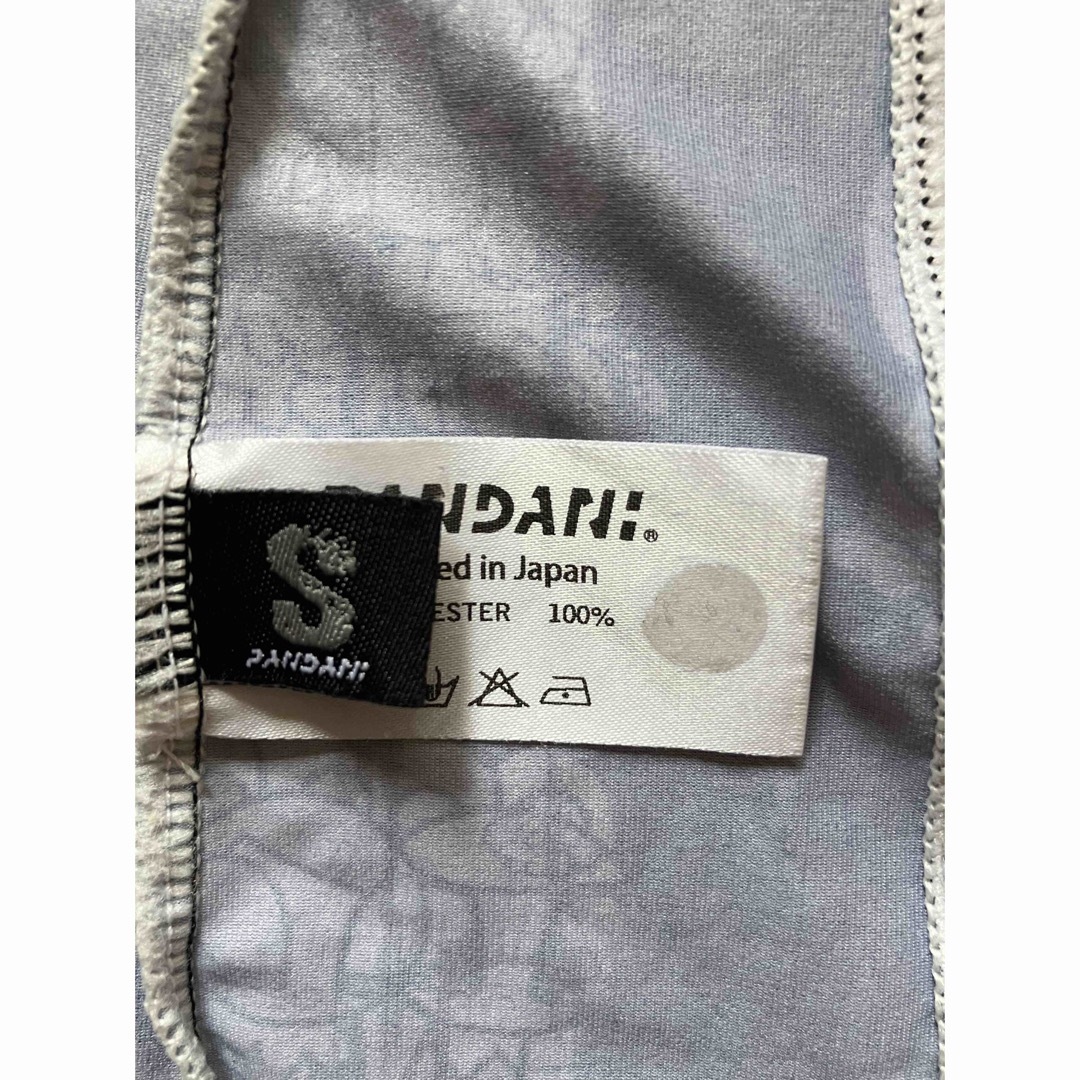 S
PANDANI
PANDANI®
ed in Japan
ESTER 100%